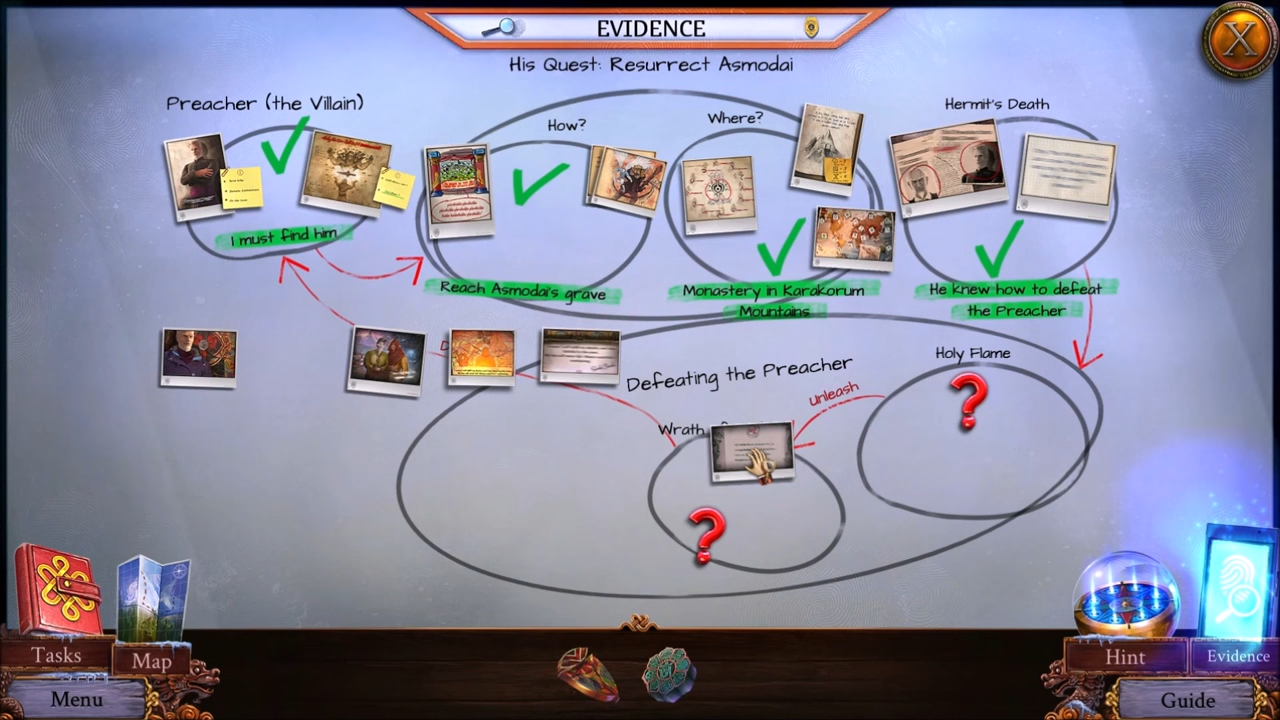 EVIDENCE
His Quest: Resurrect Asmodai
Preacher (the Villain)
How?
Where?
Hermit's Death
I must find him
Reach Asmodai's grave
Monastery in Karakorum
Mountains
He knew how to defeat
the Preacher
Defeating the Preacher
Holy Flame
Unleash
Wrath
Tasks
Map
Menu
Hint
Evidence
Guide
X